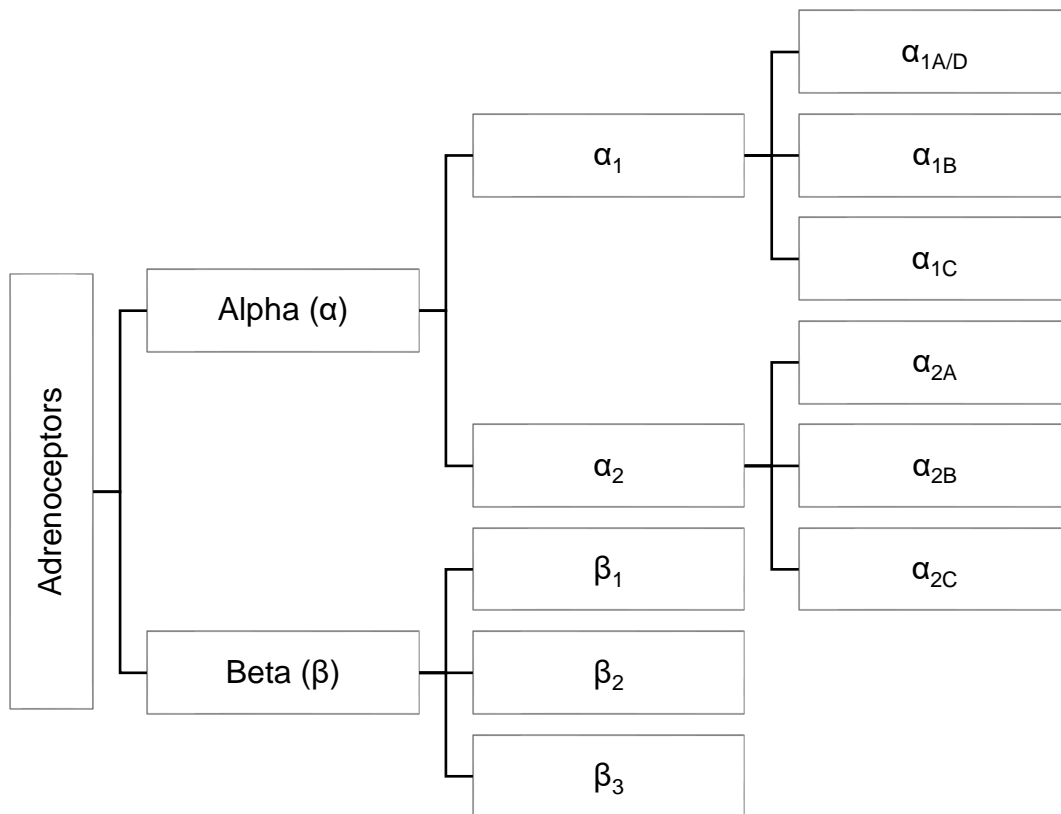 Adrenoceptors
Alpha (α)
α₁
α₁A/D
α₁B
α₁C
α₂
α₂A
α₂B
α₂C
Beta (β)
β₁
β₂
β₃